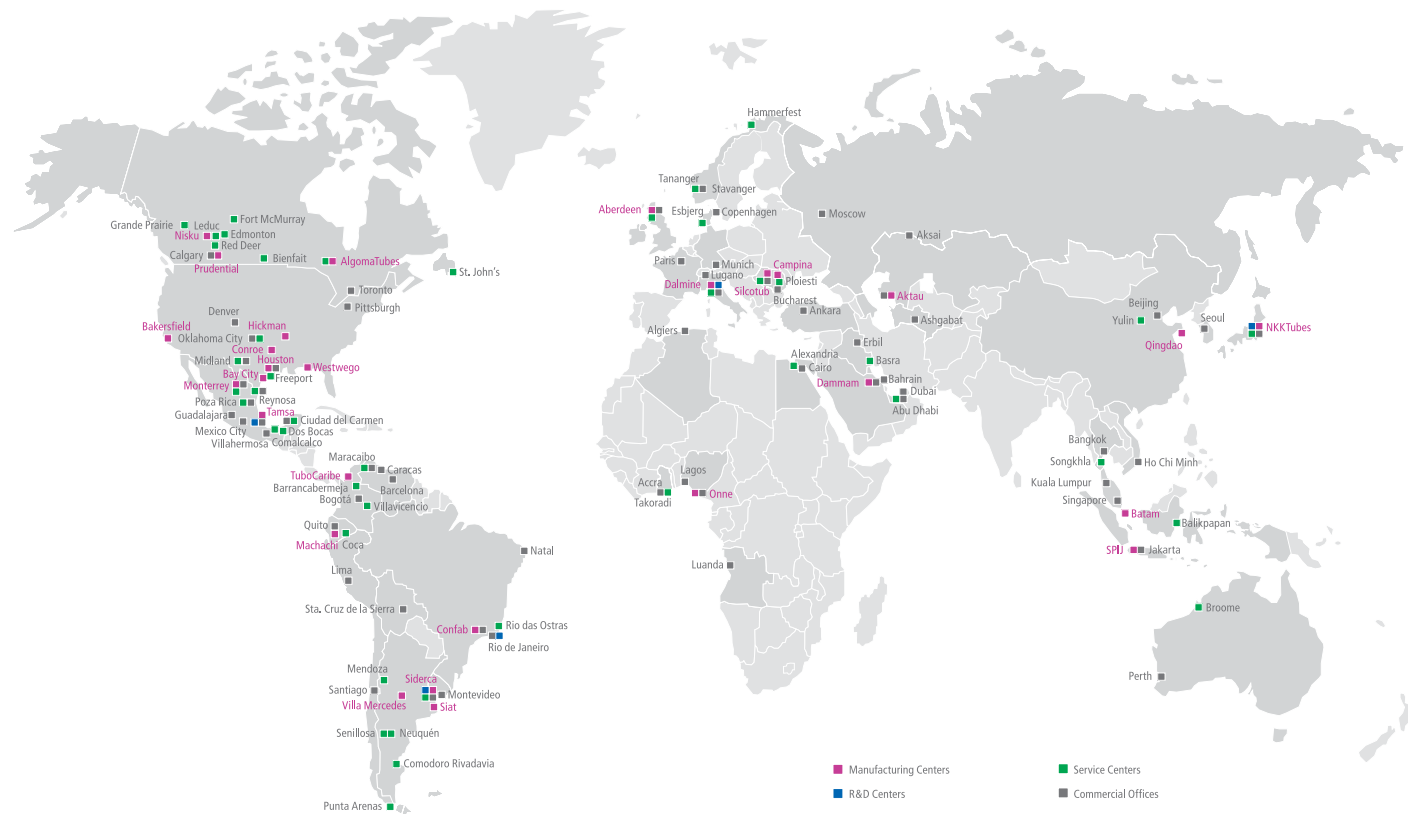 Hammerfest
Tananger
Stavanger
Aberdeen
Esbjerg
Copenhagen
Moscow
Fort McMurray
Grande Prairie
Leduc
Nisku
Edmonton
Red Deer
Calgary
Prudential
Bienfait
AlgomaTubes
St. John's
Aksai
Paris
Munich
Lugano
Campina
Dalmine
Silcotub
Ploiesti
Bucharest
Ankara
Aktau
Ashgabat
Toronto
Pittsburgh
Denver
Bakersfield
Hickman
Oklahoma City
Conroe
Midland
Houston
Westwego
Bay City
Freeport
Monterrey
Reynosa
Poza Rica
Tamsa
Guadalajara
Ciudad del Carmen
Mexico City
Dos Bocas
Villahermosa
Comalcalco
Algiers
Erbil
Alexandria
Cairo
Basra
Dammam
Bahrain
Dubai
Abu Dhabi
Beijing
Yulin
Seoul
Qingdao
NKKTubes
Maracaibo
Caracas
TuboCaribe
Barcelona
Barrancabermeja
Bogotá
Villavicencio
Quito
Machachi
Coca
Lima
Natal
Sta. Cruz de la Sierra
Lagos
Accra
Takoradi
Onne
Luanda
Bangkok
Songkhla
Ho Chi Minh
Kuala Lumpur
Singapore
Batam
Balikpapan
SPIJ
Jakarta
Confab
Rio das Ostras
Rio de Janeiro
Mendoza
Siderca
Santiago
Montevideo
Villa Mercedes
Siat
Senillosa
Neuquén
Comodoro Rivadavia
Punta Arenas
Broome
Perth
Manufacturing Centers
Service Centers
R&D Centers
Commercial Offices